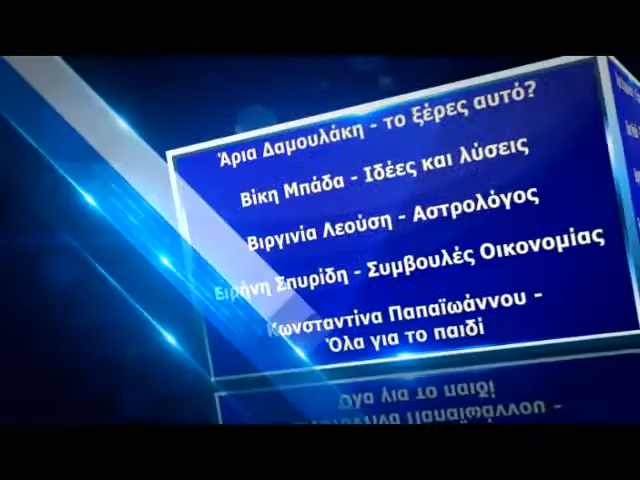 Άρια Δαμουλάκη - το ξέρες αυτό?
Βίκη Μπάδα - Ιδέες και λύσεις
Βιργινία Λεούση - Αστρολόγος
Ειρήνη Σπυρίδη - Συμβουλές Οικονομίας
Κωνσταντίνα Παπαϊωάννου -
Όλα για το παιδί